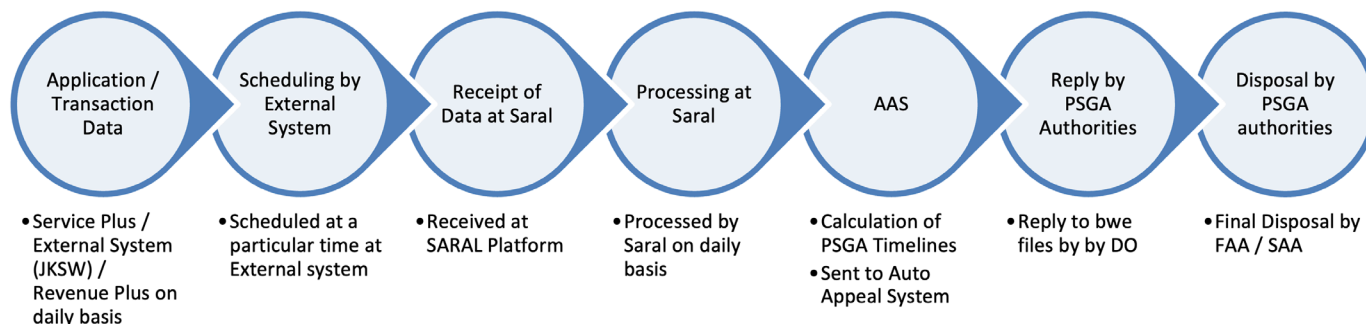 Application /
Transaction
Data
Scheduling by
External
System
Receipt of
Data at Saral
Processing at
Saral
AAS
Reply by
PSGA
Authorities
Disposal by
PSGA
authorities
•Service Plus /
External System
(JKSW) /
Revenue Plus on
daily basis
•Scheduled at a
particular time at
External system
•Received at
SARAL Platform
•Processed by
Saral on daily
basis
•Calculation of
PSGA Timelines
•Sent to Auto
Appeal System
•Reply to bwe
files by by DO
•Final Disposal by
FAA / SAA